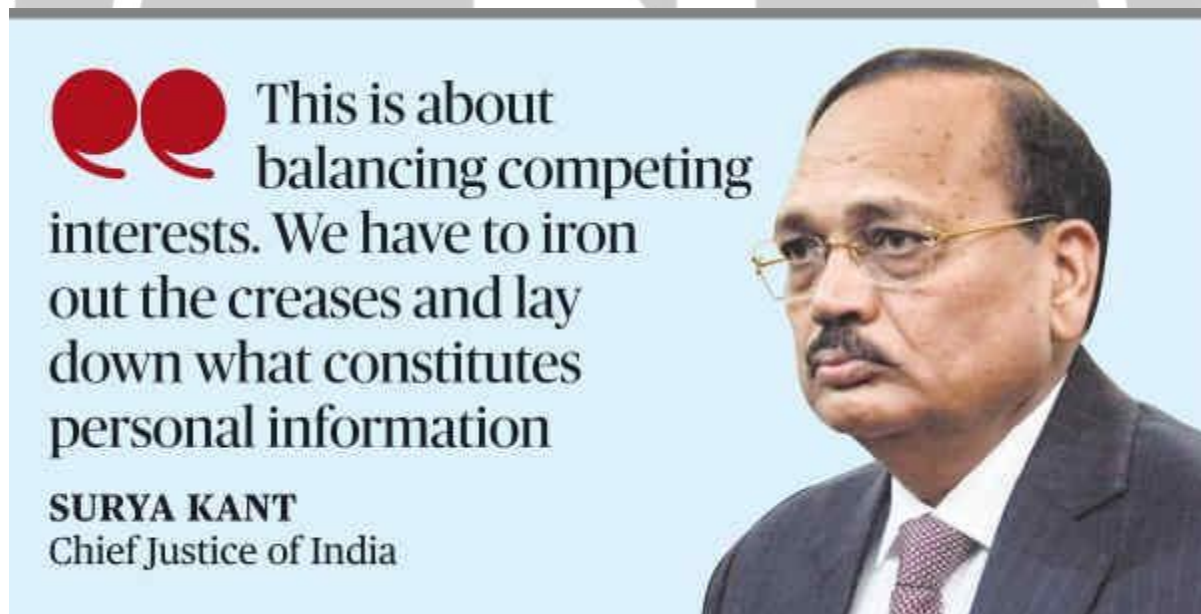 This is about
balancing competing
interests. We have to iron
out the creases and lay
down what constitutes
personal information
SURYA KANT
Chief Justice of India